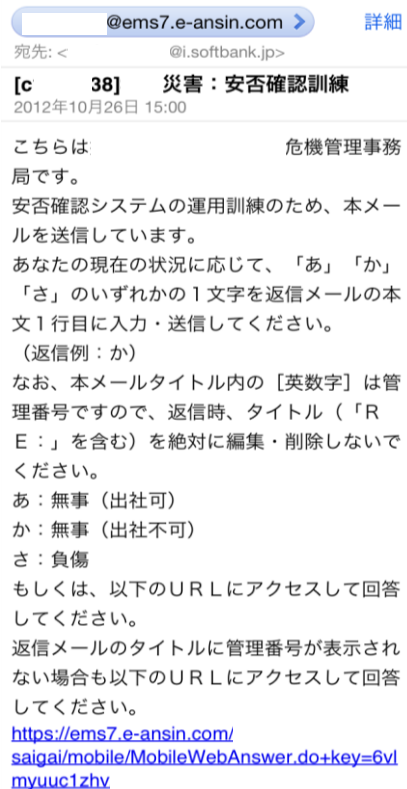 @ems7.e-ansin.com
詳細
宛先: <　@i.softbank.jp>
[c　38]　災害：安否確認訓練
2012年10月26日 15:00
こちらは　危機管理事務
局です。
安否確認システムの運用訓練のため、本メー
ルを送信しています。
あなたの現在の状況に応じて、「あ」「か」
「さ」のいずれかの１文字を返信メールの本
文１行目に入力・送信してください。
（返信例：か）
なお、本メールタイトル内の［英数字］は管
理番号ですので、返信時、タイトル（「Ｒ
Ｅ：」を含む）を絶対に編集・削除しないで
ください。
あ：無事（出社可）
か：無事（出社不可）
さ：負傷
もしくは、以下のＵＲＬにアクセスして回答
してください。
返信メールのタイトルに管理番号が表示され
ない場合も以下のＵＲＬにアクセスして回答
してください。
https://ems7.e-ansin.com/
saigai/mobile/MobileWebAnswer.do+key=6vl
myuuc1zhv